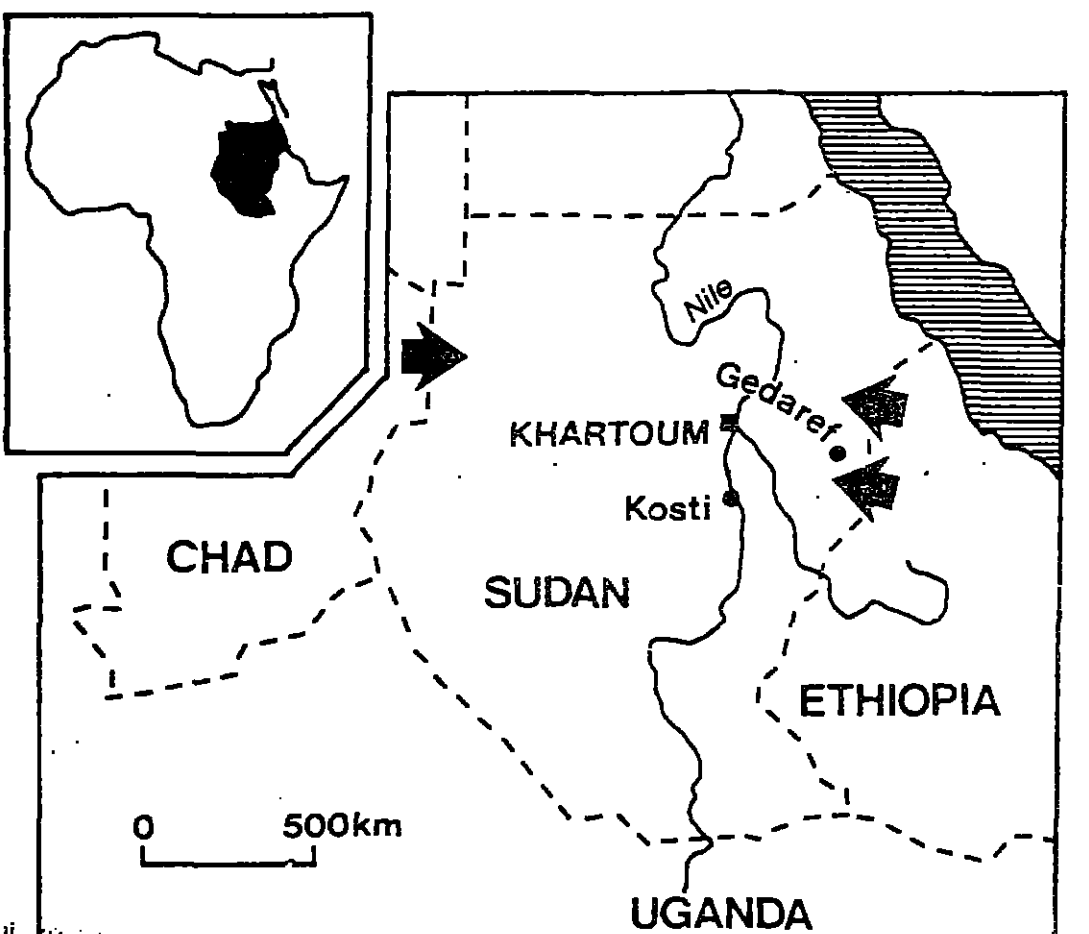 Nile
Gedaref
KHARTOUM
Kosti
CHAD
SUDAN
ETHIOPIA
0 500km
UGANDA